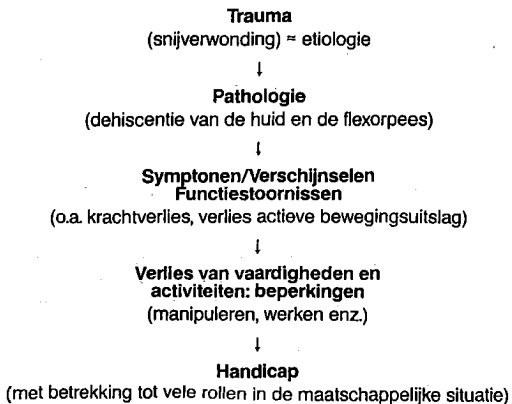 Trauma
(snijverwonding) = etiologie
↓
Pathologie
(dehiscentie van de huid en de flexorpees)
↓
Symptonen/Verschijnselen
Functiestoornissen
(o.a. krachtverlies, verlies actieve bewegingsuitslag)
↓
Verlies van vaardigheden en
activiteiten: beperkingen
(manipuleren, werken enz.)
↓
Handicap
(met betrekking tot vele rollen in de maatschappelijke situatie)